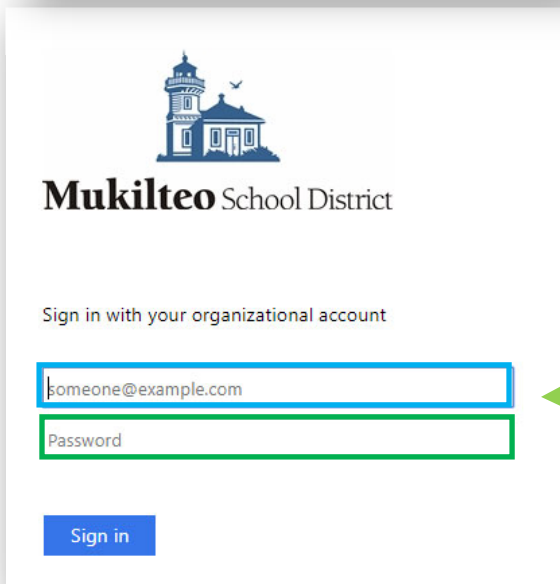 Mukilteo School District
Sign in with your organizational account
someone@example.com
Password
Sign in